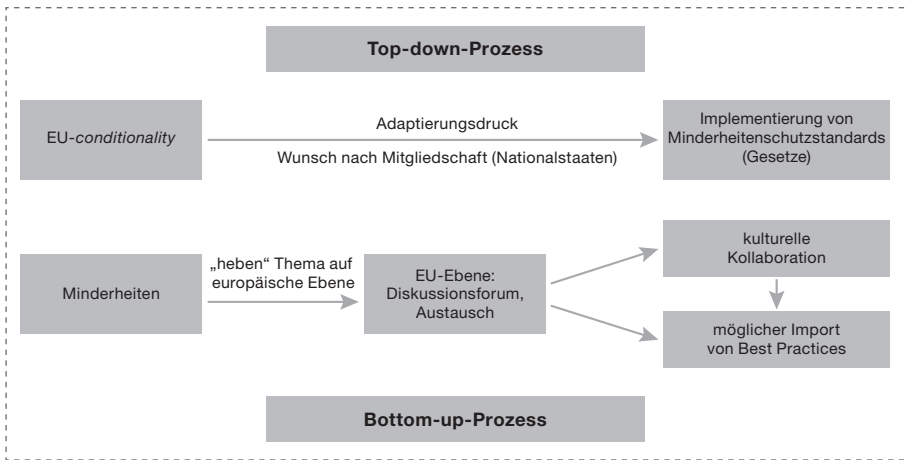 Top-down-Prozess
EU-conditionality
Adaptierungsdruck
Wunsch nach Mitgliedschaft (Nationalstaaten)
Implementierung von
Minderheitenschutzstandards
(Gesetze)
Minderheiten
„heben“ Thema auf
europäische Ebene
EU-Ebene:
Diskussionsforum,
Austausch
kulturelle
Kollaboration
möglicher Import
von Best Practices
Bottom-up-Prozess